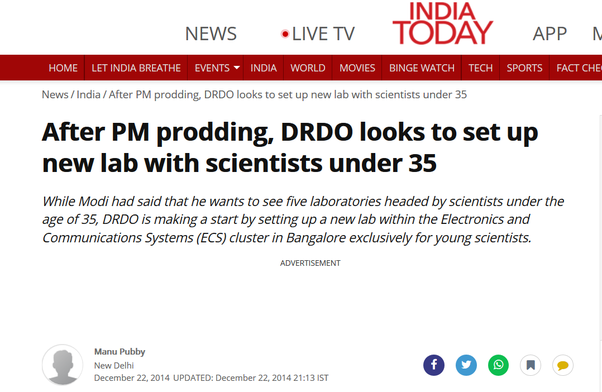 INDIA
TODAY
NEWS LIVE TV APP
HOME LET INDIA BREATHE EVENTS INDIA WORLD MOVIES BINGE WATCH TECH SPORTS FACT CHE
News / India / After PM prodding, DRDO looks to set up new lab with scientists under 35
After PM prodding, DRDO looks to set up
new lab with scientists under 35
While Modi had said that he wants to see five laboratories headed by scientists under the
age of 35, DRDO is making a start by setting up a new lab within the Electronics and
Communications Systems (ECS) cluster in Bangalore exclusively for young scientists.
ADVERTISEMENT
Manu Pubby
New Delhi
December 22, 2014 UPDATED: December 22, 2014 21:13 IST